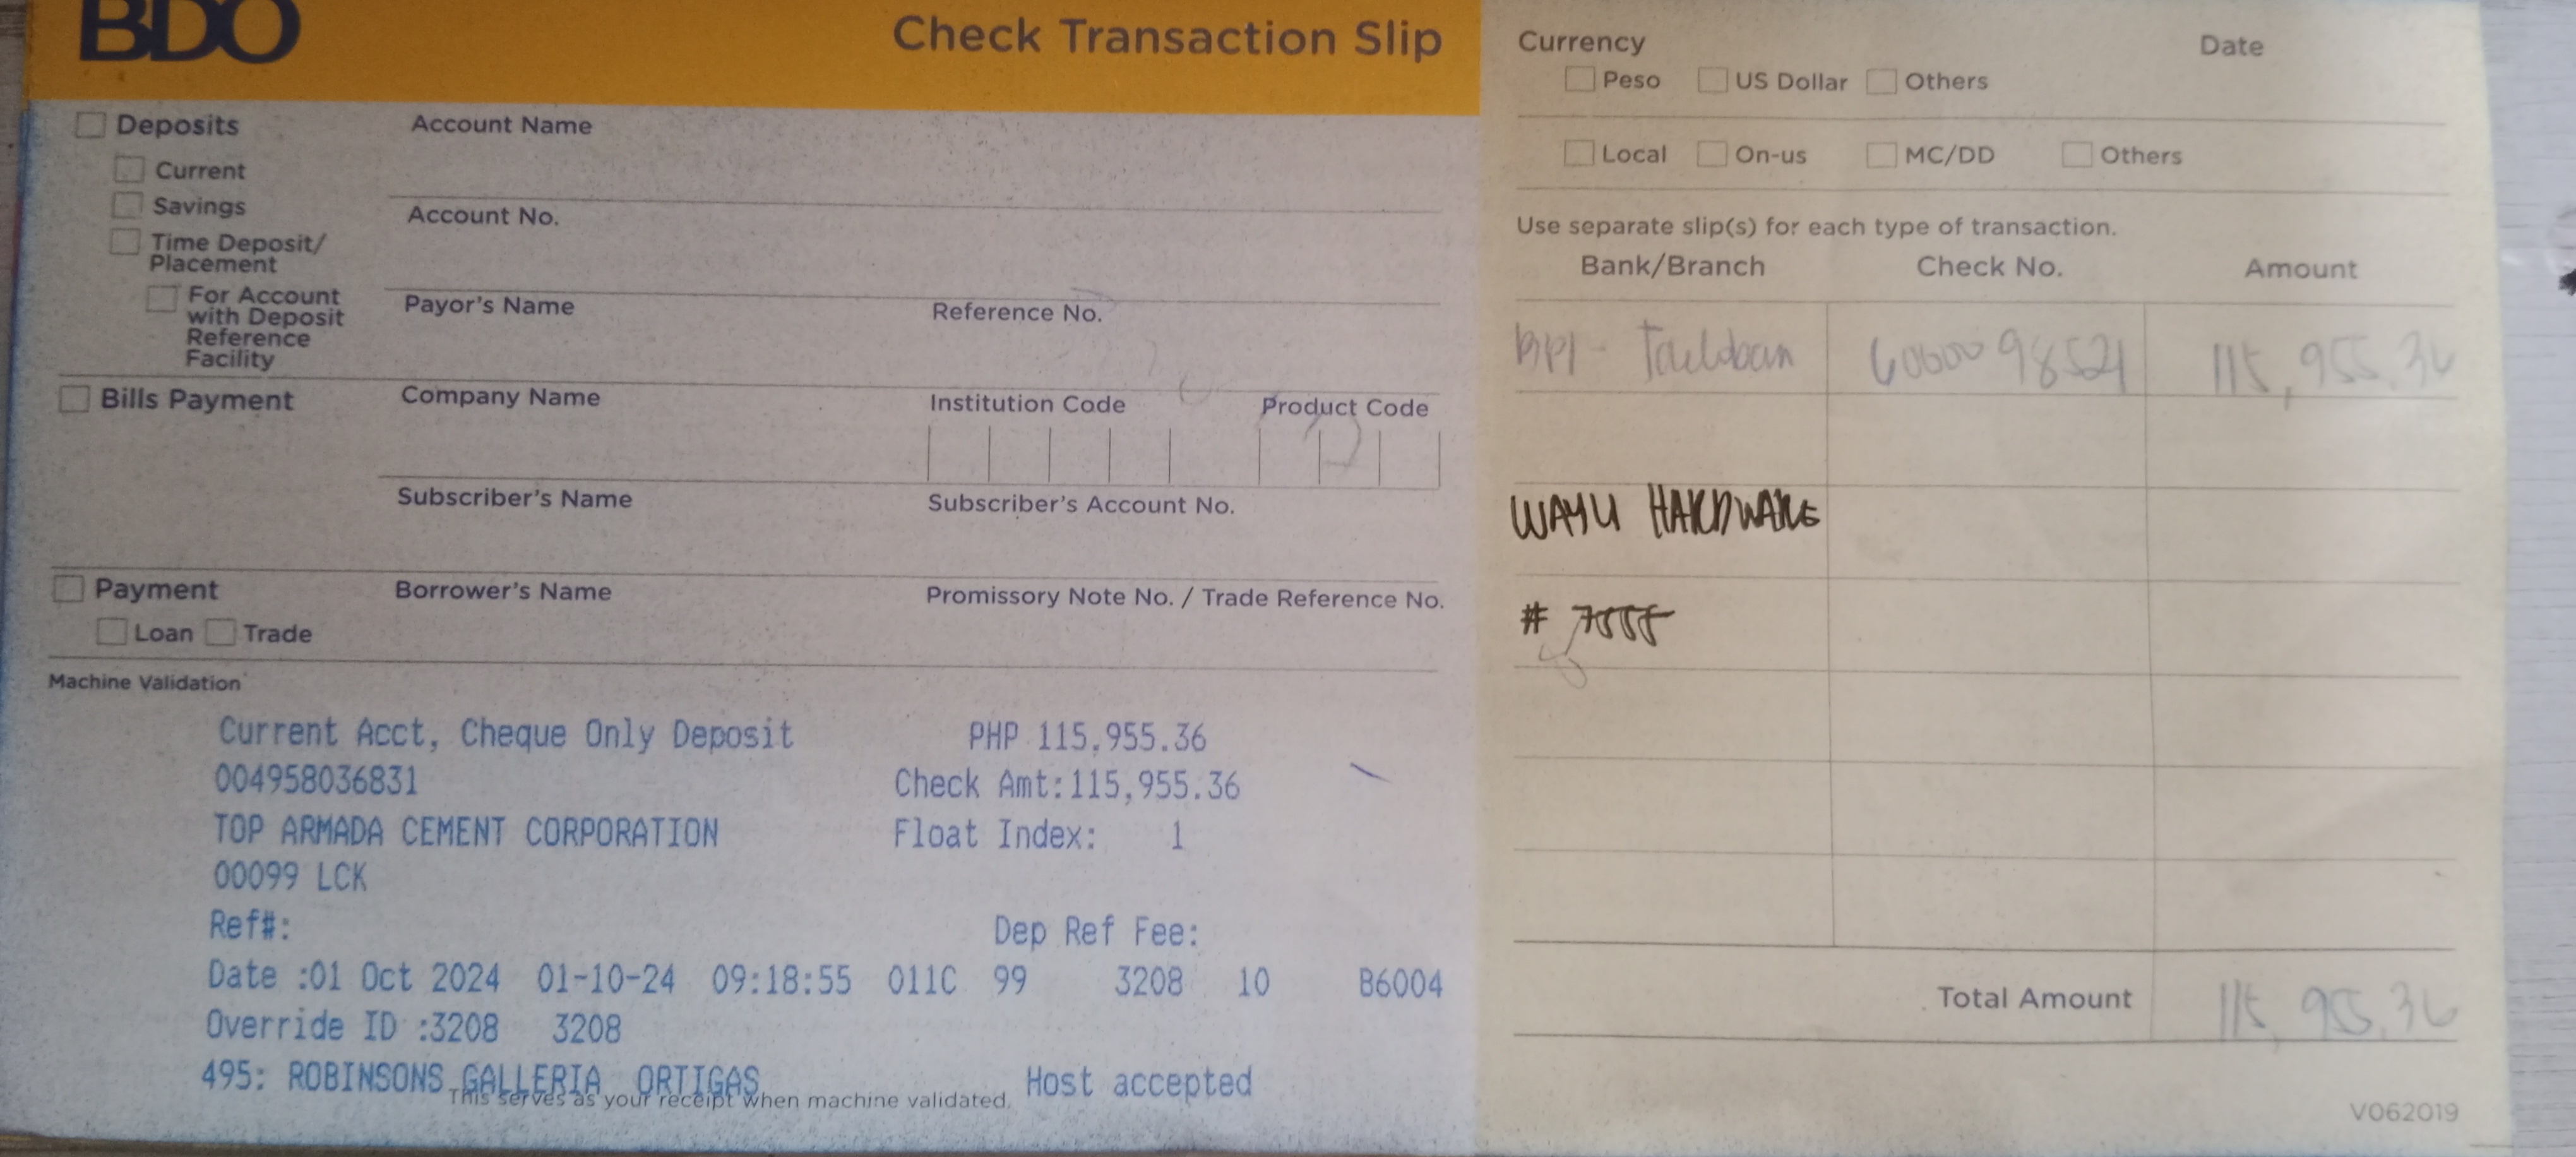 BDO
Check Transaction Slip
Deposits
Current
Savings
Time Deposit/
Placement
For Account
with Deposit
Reference
Facility
Account Name
Account No.
Payor's Name Reference No.
Bills Payment
Company Name Institution Code Product Code
Subscriber's Name Subscriber's Account No.
Payment
Loan Trade
Borrower's Name Promissory Note No. / Trade Reference No.
Machine Validation
Current Acct, Cheque Only Deposit PHP 115,955.36
004958036831 Check Amt:115,955.36
TOP ARMADA CEMENT CORPORATION Float Index: 1
00099 LCK
Ref#: Dep Ref Fee:
Date :01 Oct 2024 01-10-24 09:18:55 011C 99 3208 10 B6004
Override ID :3208 3208
495: ROBINSONS GALLERIA ORTIGAS Host accepted
This serves as your receipt when machine validated.
Currency Date
Peso US Dollar Others
Local On-us MC/DD Others
Use separate slip(s) for each type of transaction.
Bank/Branch Check No. Amount
BPI - Tacloban 115,955.36
WAYU HARDWARE
#
Total Amount
V062019